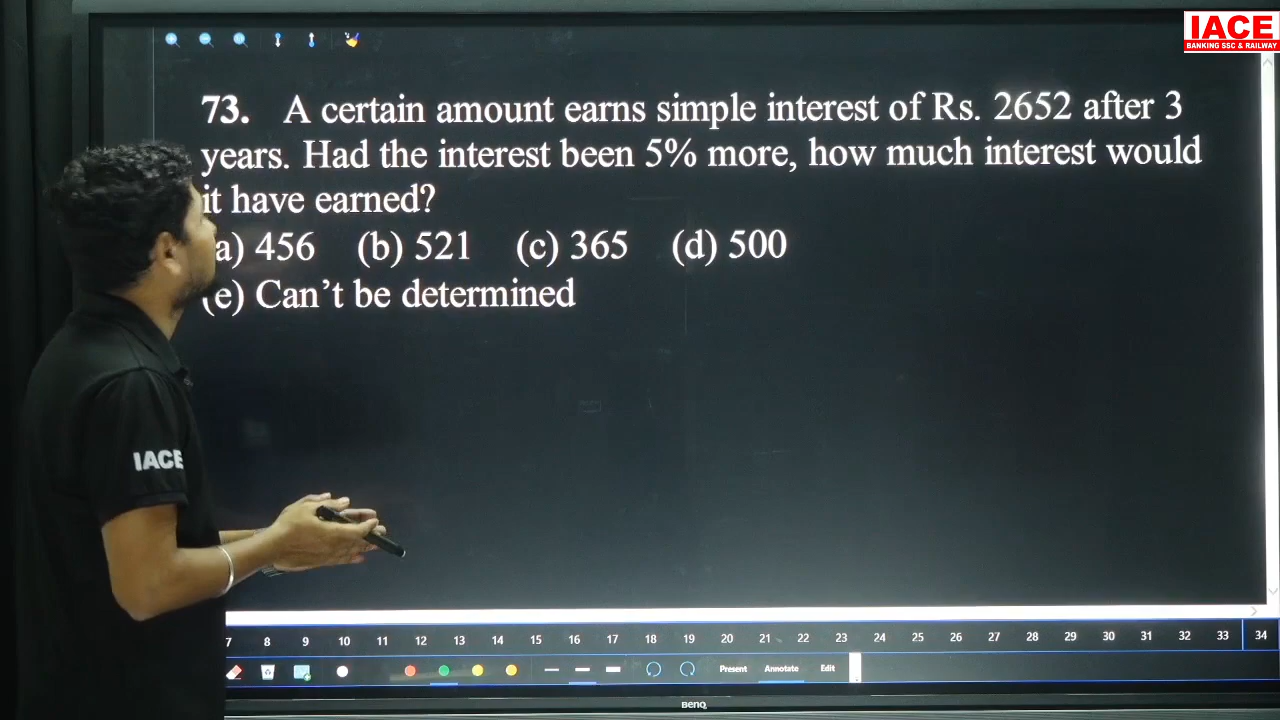 IACE
BANKING SSC & RAILWAY
73. A certain amount earns simple interest of Rs. 2652 after 3
years. Had the interest been 5% more, how much interest would
it have earned?
a) 456 (b) 521 (c) 365 (d) 500
(e) Can’t be determined
IACE
7 8 9 10 11 12 13 14 15 16 17 18 19 20 21 22 23 24 25 26 27 28 29 30 31 32 33 34
Present Annotate Edit
BENQ